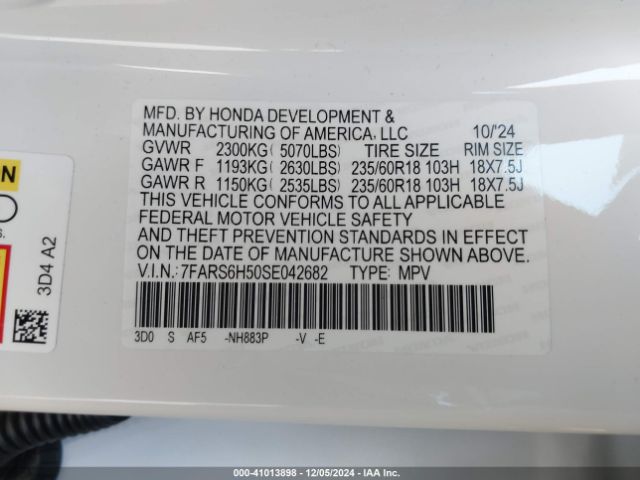 MFD. BY HONDA DEVELOPMENT &
MANUFACTURING OF AMERICA, LLC 10/'24
GVWR 2300KG( 5070LBS) TIRE SIZE RIM SIZE
GAWR F 1193KG( 2630LBS) 235/60R18 103H 18X7.5J
GAWR R 1150KG( 2535LBS) 235/60R18 103H 18X7.5J
THIS VEHICLE CONFORMS TO ALL APPLICABLE
FEDERAL MOTOR VEHICLE SAFETY
AND THEFT PREVENTION STANDARDS IN EFFECT
ON THE DATE OF MANUFACTURE SHOWN ABOVE.
V.I.N.:7FARS6H50SE042682 TYPE: MPV
3D0 S AF5 -NH883P -V -E
3D4 A2
000-41013898 - 12/05/2024 - IAA Inc.